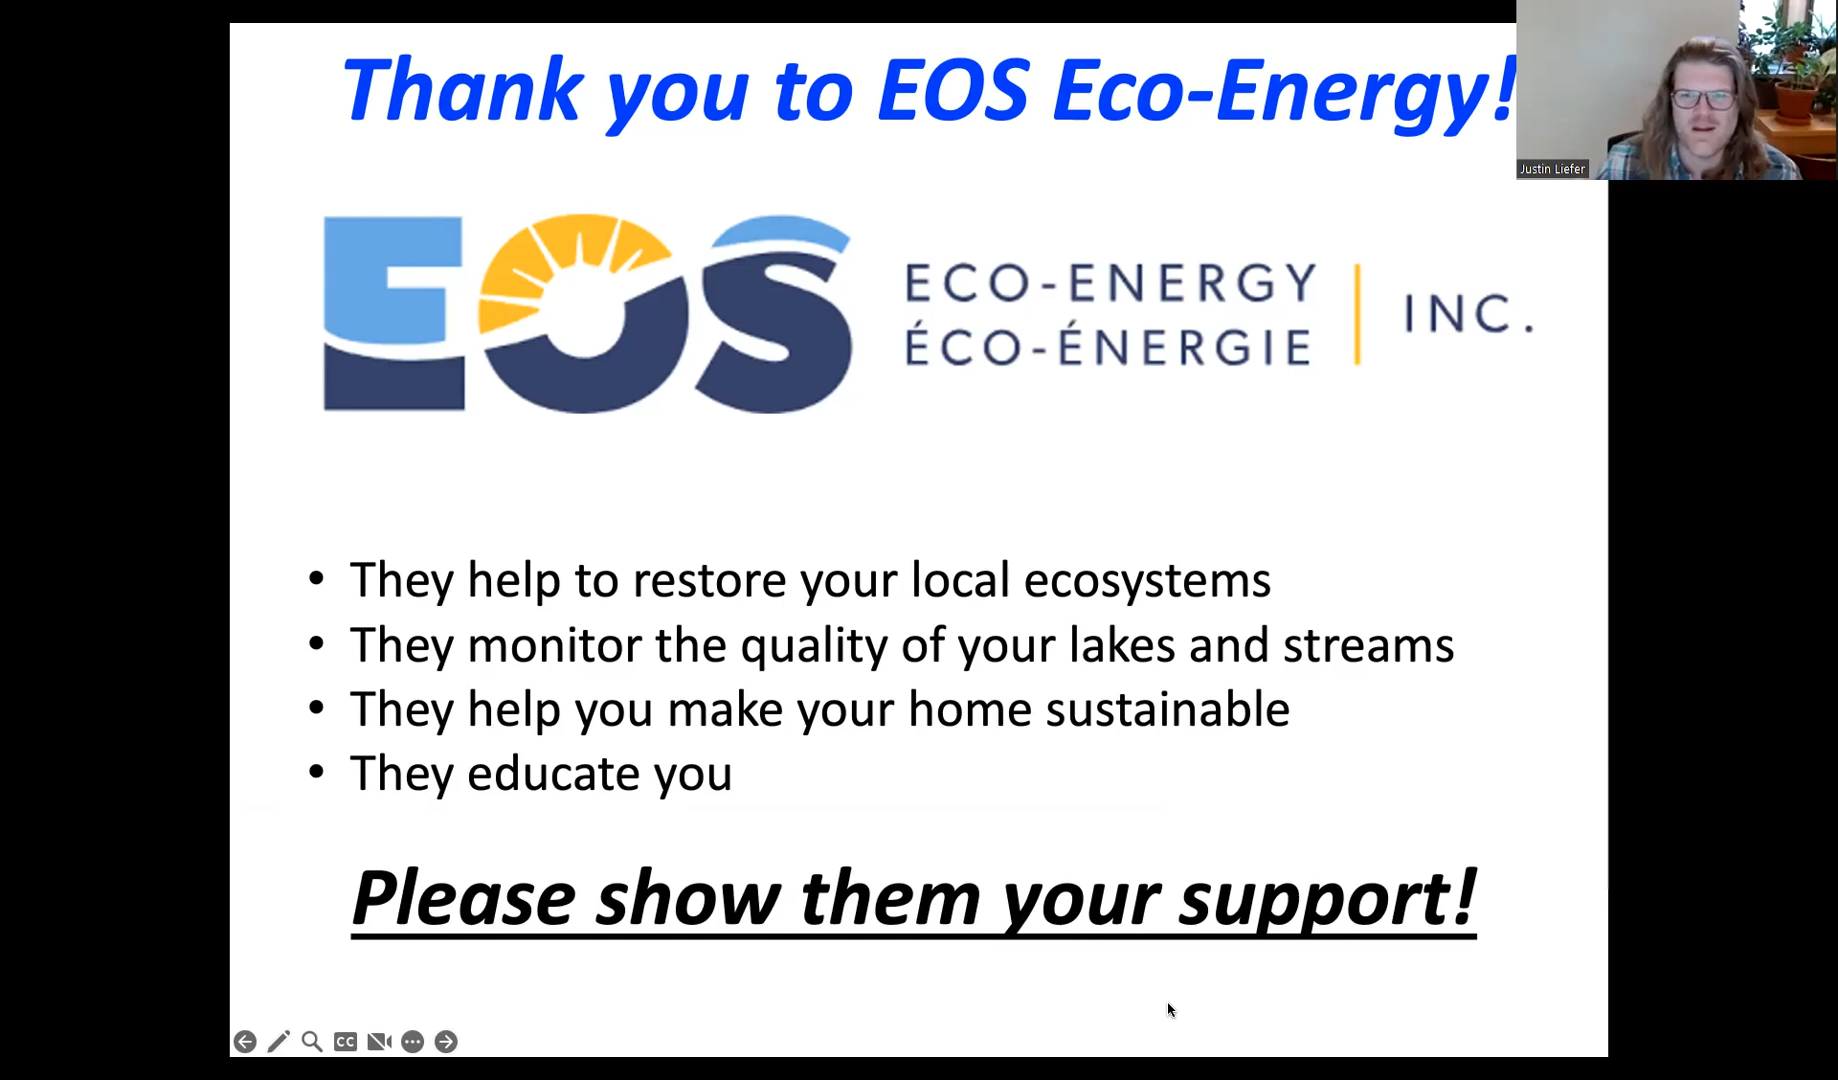 Thank you to EOS Eco-Energy!
Justin Liefer
EOS
ECO-ENERGY
ÉCO-ÉNERGIE
INC.
• They help to restore your local ecosystems
• They monitor the quality of your lakes and streams
• They help you make your home sustainable
• They educate you
Please show them your support!
CC